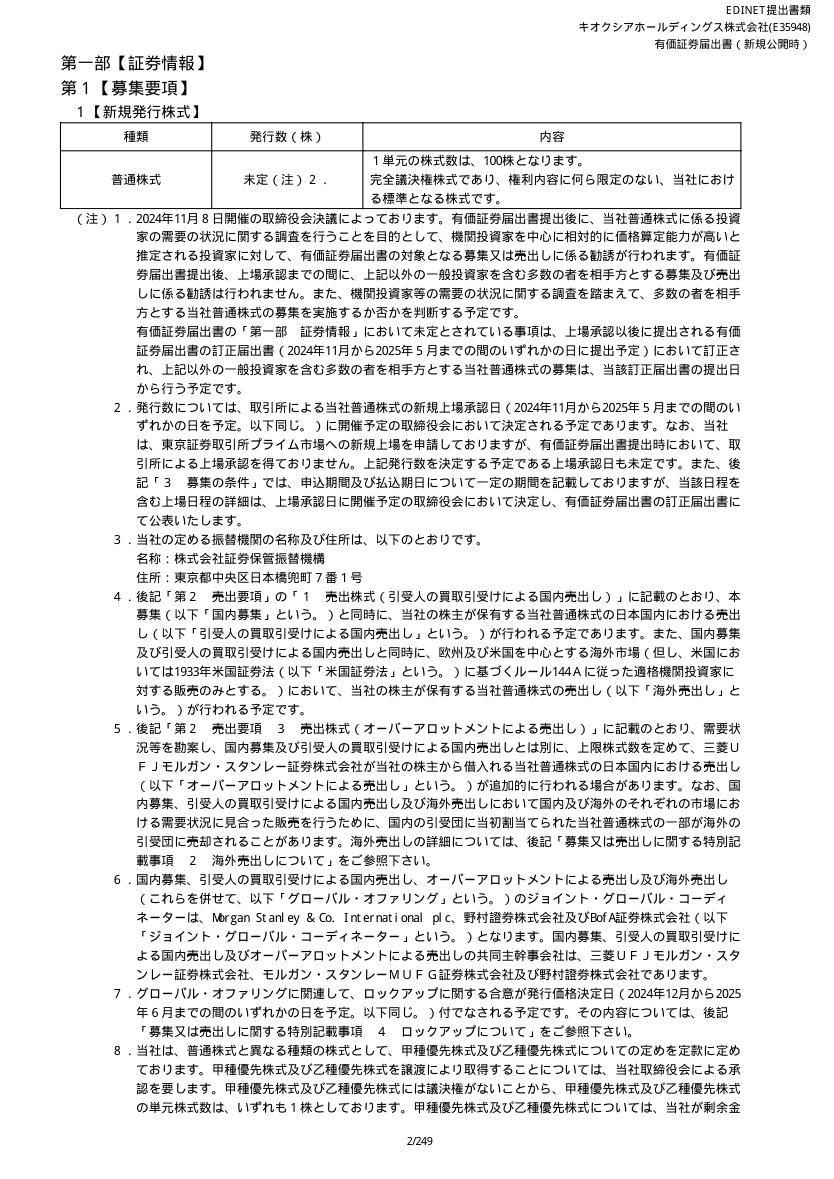 EDINET提出書類
キオクシアホールディングス株式会社(E35948)
有価証券届出書（新規公開時）
第一部【証券情報】
第１【募集要項】
１【新規発行株式】
種類 発行数（株） 内容
普通株式 未定（注）２． １単元の株式数は、100株となります。
完全議決権株式であり、権利内容に何ら限定のない、当社におけ
る標準となる株式です。
（注）１．2024年11月８日開催の取締役会決議によっております。有価証券届出書提出後に、当社普通株式に係る投資
家の需要の状況に関する調査を行うことを目的として、機関投資家を中心に相対的に価格算定能力が高いと
推定される投資家に対して、有価証券届出書の対象となる募集又は売出しに係る勧誘が行われます。有価証
券届出書提出後、上場承認までの間に、上記以外の一般投資家を含む多数の者を相手方とする募集及び売出
しに係る勧誘は行われません。また、機関投資家等の需要の状況に関する調査を踏まえて、多数の者を相手
方とする当社普通株式の募集を実施するか否かを判断する予定です。
有価証券届出書の「第一部　証券情報」において未定とされている事項は、上場承認以後に提出される有価
証券届出書の訂正届出書（2024年11月から2025年５月までの間のいずれかの日に提出予定）において訂正さ
れ、上記以外の一般投資家を含む多数の者を相手方とする当社普通株式の募集は、当該訂正届出書の提出日
から行う予定です。
２．発行数については、取引所による当社普通株式の新規上場承認日（2024年11月から2025年５月までの間のい
ずれかの日を予定。以下同じ。）に開催予定の取締役会において決定される予定であります。なお、当社
は、東京証券取引所プライム市場への新規上場を申請しておりますが、有価証券届出書提出時において、取
引所による上場承認を得ておりません。上記発行数を決定する予定である上場承認日も未定です。また、後
記「３　募集の条件」では、申込期間及び払込期日について一定の期間を記載しておりますが、当該日程を
含む上場日程の詳細は、上場承認日に開催予定の取締役会において決定し、有価証券届出書の訂正届出書に
て公表いたします。
３．当社の定める振替機関の名称及び住所は、以下のとおりです。
名称：株式会社証券保管振替機構
住所：東京都中央区日本橋兜町７番１号
４．後記「第２　売出要項」の「１　売出株式（引受人の買取引受けによる国内売出し）」に記載のとおり、本
募集（以下「国内募集」という。）と同時に、当社の株主が保有する当社普通株式の日本国内における売出
し（以下「引受人の買取引受けによる国内売出し」という。）が行われる予定であります。また、国内募集
及び引受人の買取引受けによる国内売出しと同時に、欧州及び米国を中心とする海外市場（但し、米国にお
いては1933年米国証券法（以下「米国証券法」という。）に基づくルール144Ａに従った適格機関投資家に
対する販売のみとする。）において、当社の株主が保有する当社普通株式の売出し（以下「海外売出し」と
いう。）が行われる予定です。
５．後記「第２　売出要項　３　売出株式（オーバーアロットメントによる売出し）」に記載のとおり、需要状
況等を勘案し、国内募集及び引受人の買取引受けによる国内売出しとは別に、上限株式数を定めて、三菱Ｕ
ＦＪモルガン・スタンレー証券株式会社が当社の株主から借入れる当社普通株式の日本国内における売出し
（以下「オーバーアロットメントによる売出し」という。）が追加的に行われる場合があります。なお、国
内募集、引受人の買取引受けによる国内売出し及び海外売出しにおいて国内及び海外のそれぞれの市場にお
ける需要状況に見合った販売を行うために、国内の引受団に当初割当てられた当社普通株式の一部が海外の
引受団に売却されることがあります。海外売出しの詳細については、後記「募集又は売出しに関する特別記
載事項　２　海外売出しについて」をご参照下さい。
６．国内募集、引受人の買取引受けによる国内売出し、オーバーアロットメントによる売出し及び海外売出し
（これらを併せて、以下「グローバル・オファリング」という。）のジョイント・グローバル・コーディ
ネーターは、Morgan Stanley & Co. International plc、野村證券株式会社及びBofA証券株式会社（以下
「ジョイント・グローバル・コーディネーター」という。）となります。国内募集、引受人の買取引受けに
よる国内売出し及びオーバーアロットメントによる売出しの共同主幹事会社は、三菱ＵＦＪモルガン・スタ
ンレー証券株式会社、モルガン・スタンレーＭＵＦＧ証券株式会社及び野村證券株式会社であります。
７．グローバル・オファリングに関連して、ロックアップに関する合意が発行価格決定日（2024年12月から2025
年６月までの間のいずれかの日を予定。以下同じ。）付でなされる予定です。その内容については、後記
「募集又は売出しに関する特別記載事項　４　ロックアップについて」をご参照下さい。
８．当社は、普通株式と異なる種類の株式として、甲種優先株式及び乙種優先株式についての定めを定款に定め
ております。甲種優先株式及び乙種優先株式を譲渡により取得することについては、当社取締役会による承
認を要します。甲種優先株式及び乙種優先株式には議決権がないことから、甲種優先株式及び乙種優先株式
の単元株式数は、いずれも１株としております。甲種優先株式及び乙種優先株式については、当社が剰余金
2/249